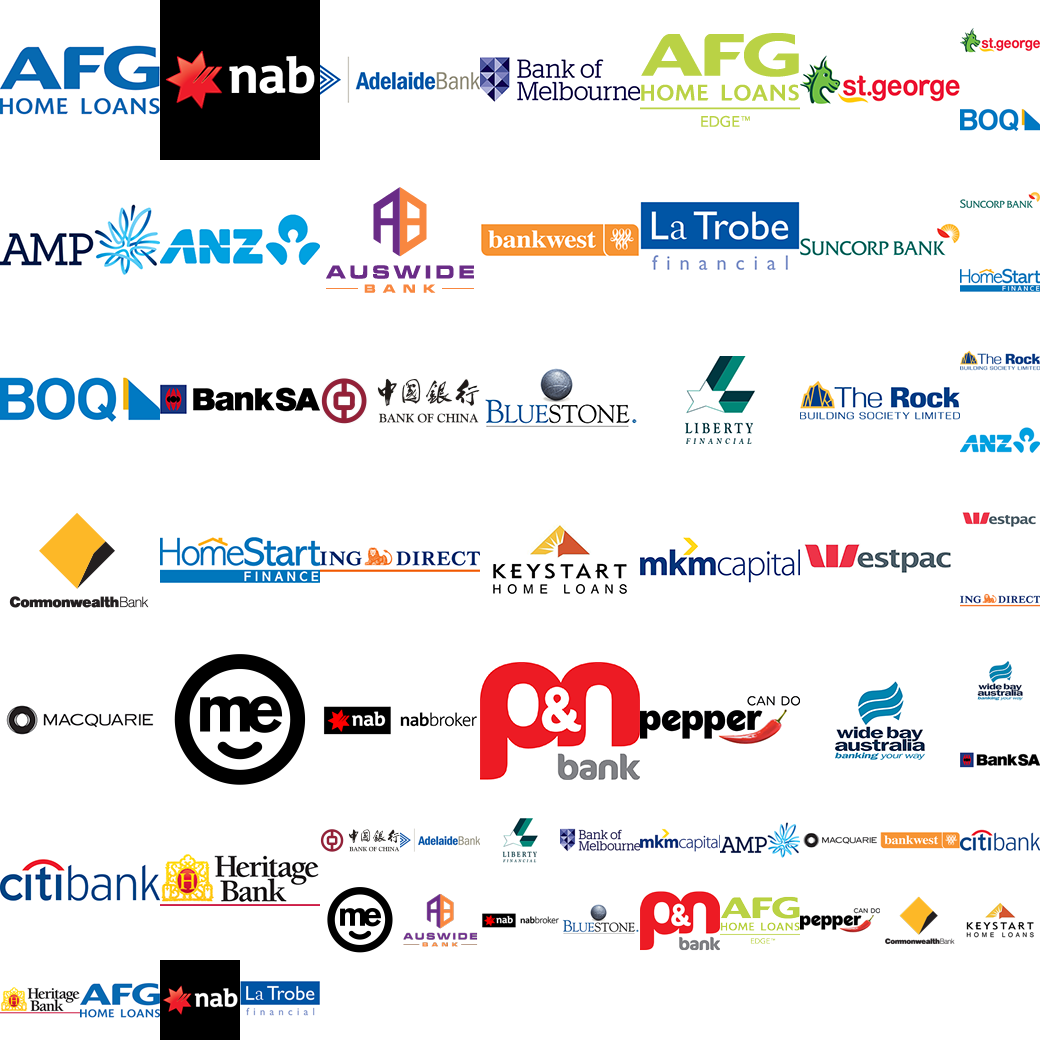 AFG
HOME LOANS
nab
AdelaideBank
Bank of
Melbourne
AFG
HOME LOANS
EDGE™
st.george
st.george
BOQ
AMP
ANZ
AB
AUSWIDE
BANK
bankwest
La Trobe
financial
SUNCORP BANK
SUNCORP BANK
HomeStart
FINANCE
BOQ
BankSA
中国銀行
BANK OF CHINA
BLUESTONE.
LIBERTY
FINANCIAL
The Rock
BUILDING SOCIETY LIMITED
The Rock
BUILDING SOCIETY LIMITED
ANZ
CommonwealthBank
HomeStart
FINANCE
ING DIRECT
KEYSTART
HOME LOANS
mkmcapital
Westpac
Westpac
ING DIRECT
MACQUARIE
me
nab nabbroker
p&n
bank
CAN DO
pepper
wide bay
australia
banking your way
wide bay
australia
banking your way
BankSA
citibank
H
Heritage
Bank
中国銀行
BANK OF CHINA
AdelaideBank
LIBERTY
FINANCIAL
Bank of
Melbourne
mkmcapital
AMP
MACQUARIE
bankwest
citibank
me
AB
AUSWIDE
BANK
nab nabbroker
BLUESTONE.
p&n
bank
AFG
HOME LOANS
EDGE™
CAN DO
pepper
CommonwealthBank
KEYSTART
HOME LOANS
H
Heritage
Bank
AFG
HOME LOANS
nab
La Trobe
financial